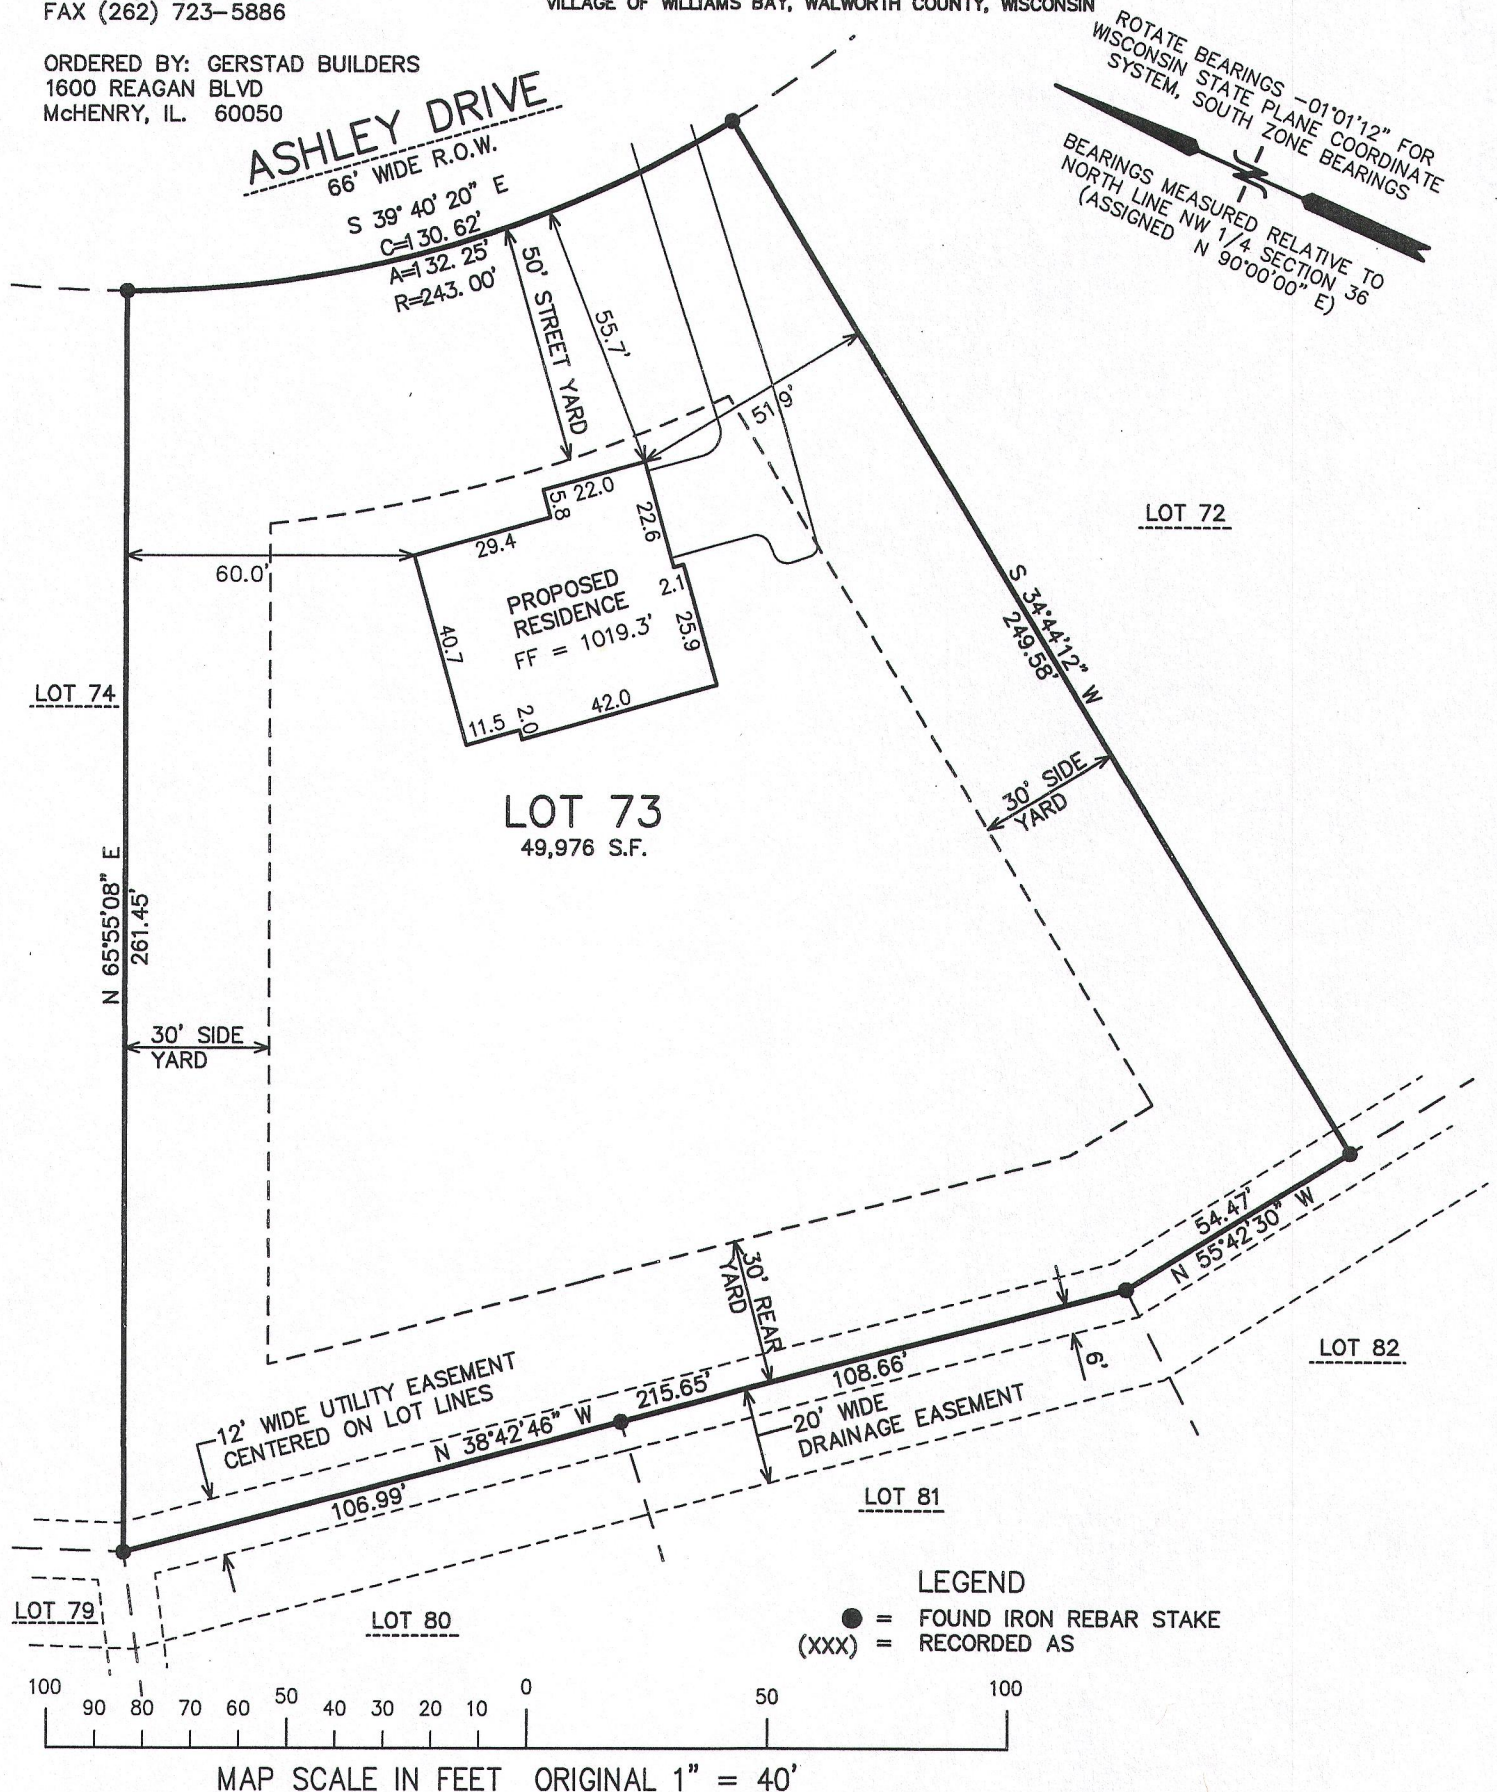 FAX (262) 723-5886
VILLAGE OF WILLIAMS BAY, WALWORTH COUNTY, WISCONSIN
ORDERED BY: GERSTAD BUILDERS
1600 REAGAN BLVD
McHENRY, IL. 60050
ROTATE BEARINGS -01°01'12" FOR
WISCONSIN STATE PLANE COORDINATE
SYSTEM, SOUTH ZONE BEARINGS
N
BEARINGS MEASURED RELATIVE TO
NORTH LINE NW 1/4 SECTION 36
(ASSIGNED N 90°00'00" E)
ASHLEY DRIVE
66' WIDE R.O.W.
S 39° 40' 20" E
C=130.62'
A=132.25'
R=243.00'
50' STREET YARD
55.7'
51.9'
LOT 72
22.0
5.8
22.6
29.4
60.0'
PROPOSED
RESIDENCE
FF = 1019.3'
2.1
25.9
40.7
42.0
11.5
2.0
S 34°44'12" W
249.58'
LOT 74
30' SIDE
YARD
LOT 73
49,976 S.F.
N 65°55'08" E
261.45'
30' SIDE
YARD
54.47'
N 55°42'30" W
30' REAR
YARD
LOT 82
6'
12' WIDE UTILITY EASEMENT
CENTERED ON LOT LINES
215.65'
108.66'
N 38°42'46" W
20' WIDE
DRAINAGE EASEMENT
106.99'
LOT 81
LEGEND
● = FOUND IRON REBAR STAKE
(XXX) = RECORDED AS
LOT 79
LOT 80
100 90 80 70 60 50 40 30 20 10 0 50 100
MAP SCALE IN FEET ORIGINAL 1" = 40'